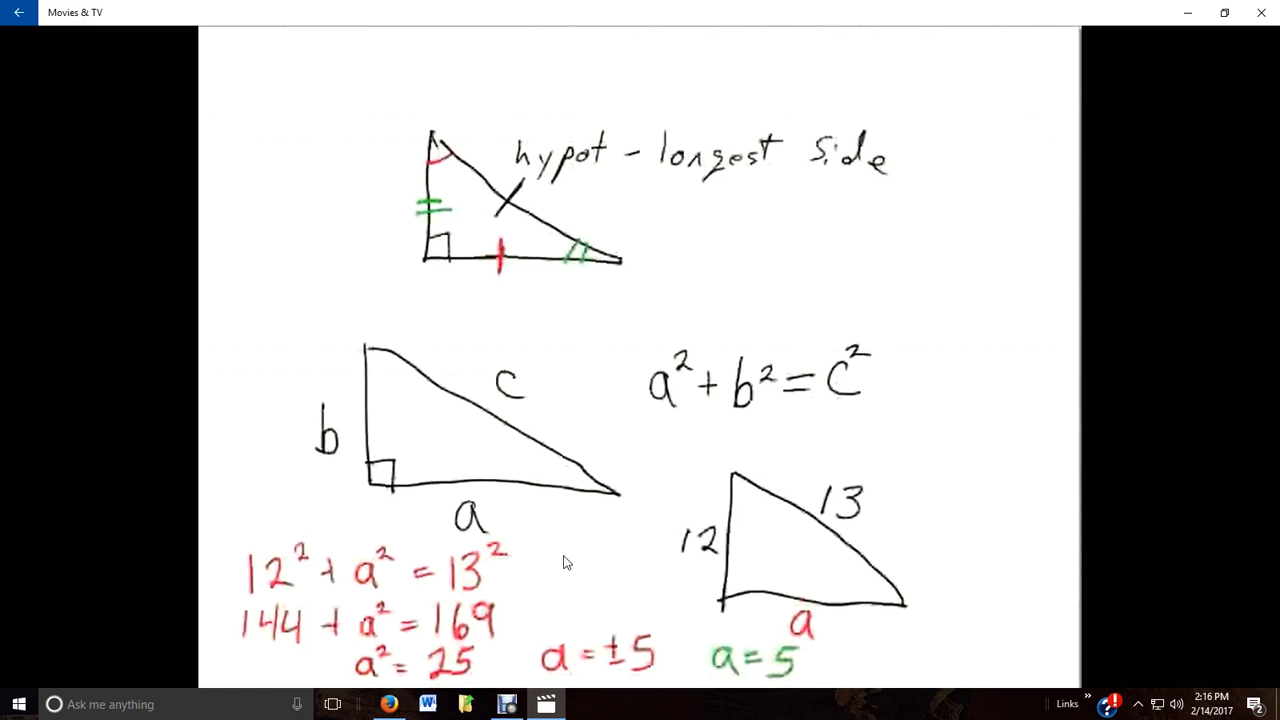 Movies & TV
hypot - longest side
c
b
a
a² + b² = c²
13
12
a
12² + a² = 13²
144 + a² = 169
a² = 25
a = ±5
a = 5
Ask me anything
Links
»
2:16 PM
2/14/2017
2